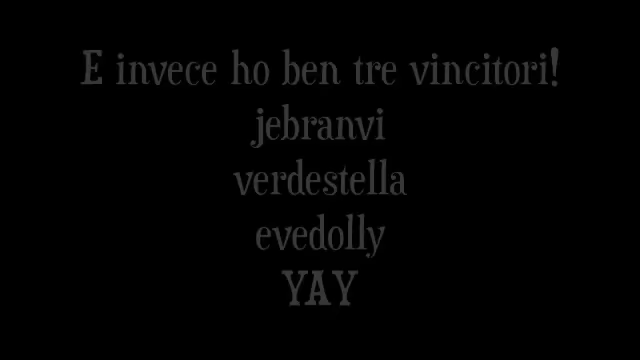 E invece ho ben tre vincitori!
jebranvi
verdestella
evedolly
YAY